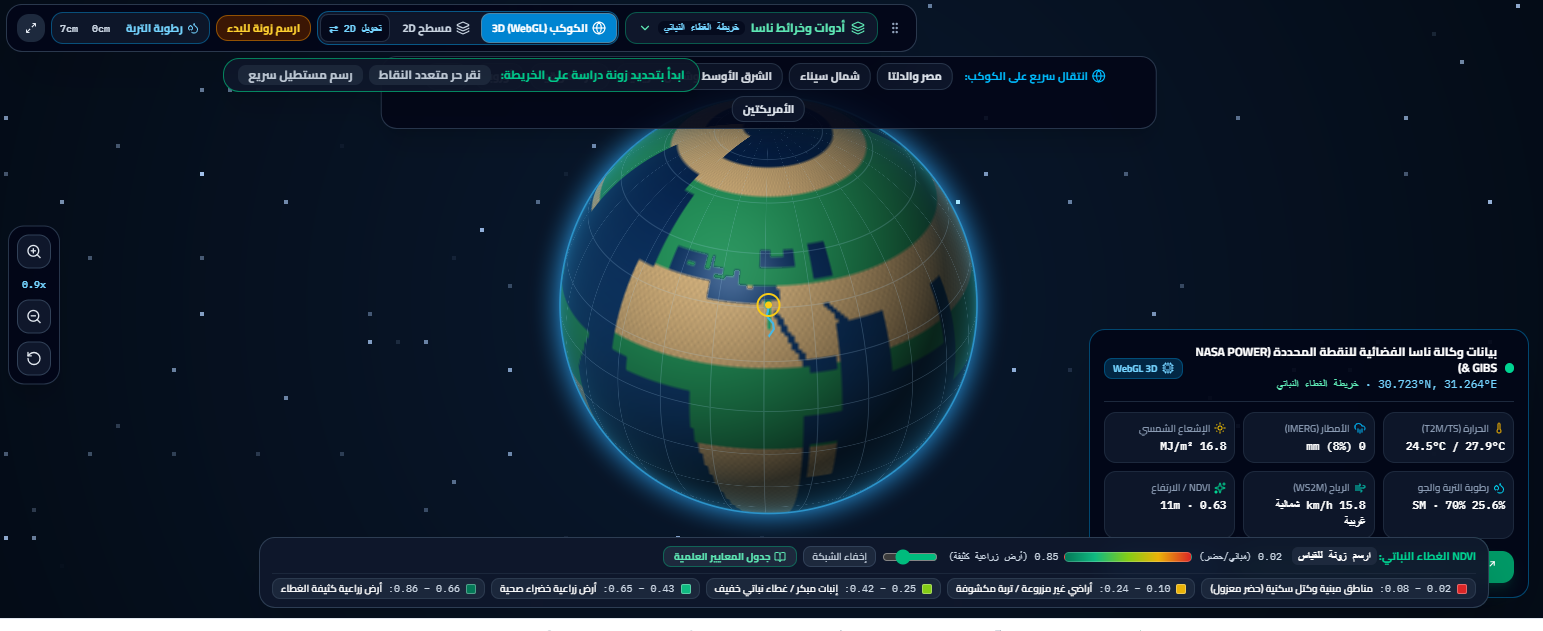 أدوات وخرائط ناسا خريطة الغطاء النباتي
الكوكب 3D (WebGL)
مسطح 2D
تحويل 2D
ارسم زونة للبدء
رطوبة التربة 0cm 7cm
انتقال سريع على الكوكب: مصر والدلتا شمال سيناء الشرق الأوسط
الأمريكتين
ابدأ بتحديد زونة دراسة على الخريطة: نقر حر متعدد النقاط رسم مستطيل سريع
0.9x
بيانات وكالة ناسا الفضائية للنقطة المحددة (NASA POWER & GIBS)
30.723°N, 31.264°E · خريطة الغطاء النباتي
WebGL 3D
الحرارة (T2M/TS)
24.5°C / 27.9°C
الأمطار (IMERG)
0 mm (8%)
الإشعاع الشمسي
16.8 MJ/m²
رطوبة التربة والجو
25.6% SM · 70%
الرياح (WS2M)
15.8 km/h شمالية غربية
NDVI / الارتفاع
0.63 · 11m
NDVI الغطاء النباتي: ارسم زونة للقياس 0.02 (مباني/حضر) 0.85 (أرض زراعية كثيفة) إخفاء الشبكة جدول المعايير العلمية
0.02 – 0.08: مناطق مبنية وكتل سكنية (حضر معزول)
0.10 – 0.24: أراضي غير مزروعة / تربة مكشوفة
0.25 – 0.42: إنبات مبكر / غطاء نباتي خفيف
0.43 – 0.65: أرض زراعية خضراء صحية
0.66 – 0.86: أرض زراعية كثيفة الغطاء